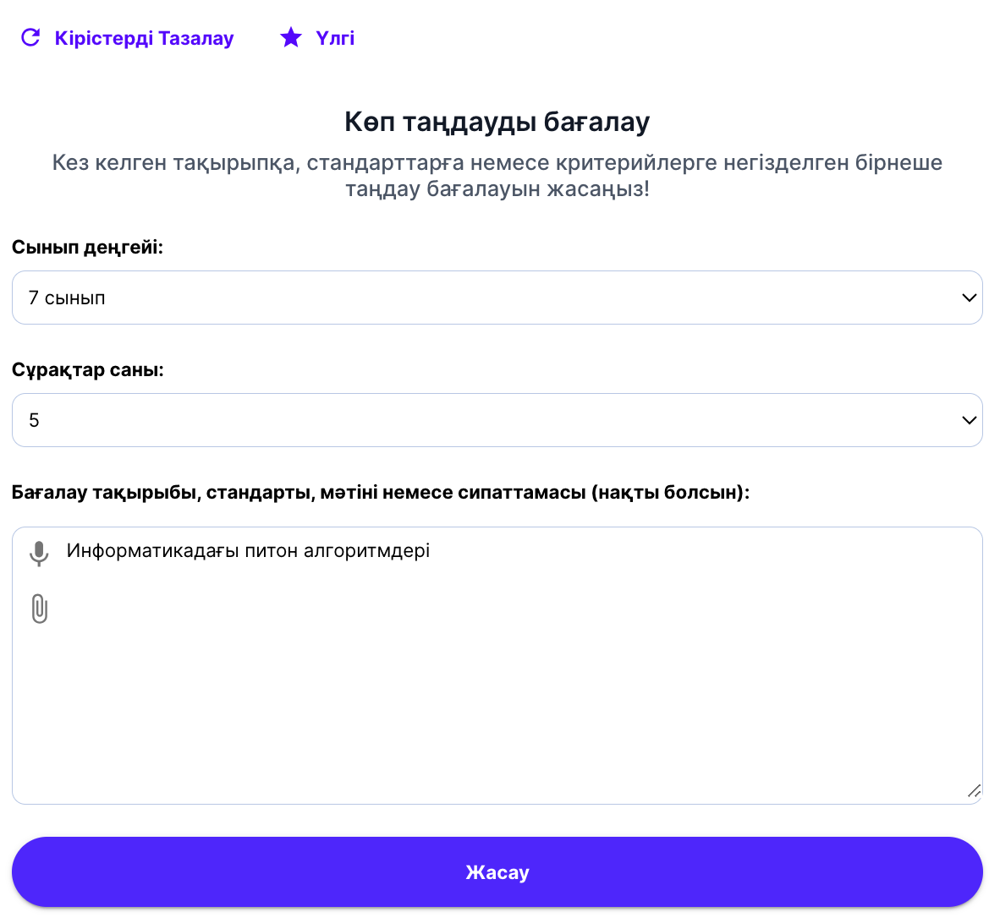 Кірістерді Тазалау Үлгі
Көп таңдауды бағалау
Кез келген тақырыпқа, стандарттарға немесе критерийлерге негізделген бірнеше
таңдау бағалауын жасаңыз!
Сынып деңгейі:
7 сынып
Сұрақтар саны:
5
Бағалау тақырыбы, стандарты, мәтіні немесе сипаттамасы (нақты болсын):
Информатикадағы питон алгоритмдері
Жасау